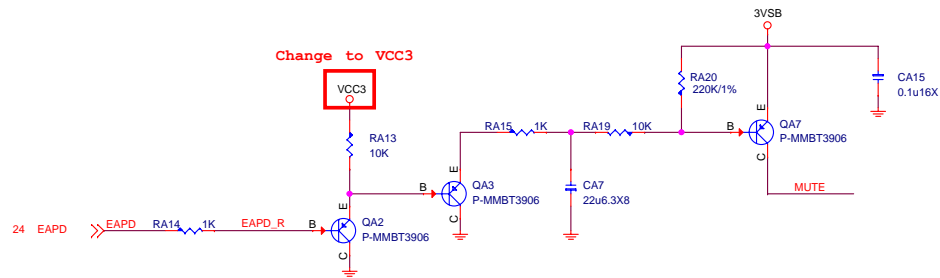 3VSB
Change to VCC3
VCC3
RA20
220K/1%
CA15
0.1u16X
RA13
10K
E
RA15 1K
RA19 10K
B
QA7
P-MMBT3906
C
E
B
QA3
P-MMBT3906
C
CA7
22u6.3X8
MUTE
E
24 EAPD
EAPD
RA14 1K
EAPD_R
B
QA2
P-MMBT3906
C